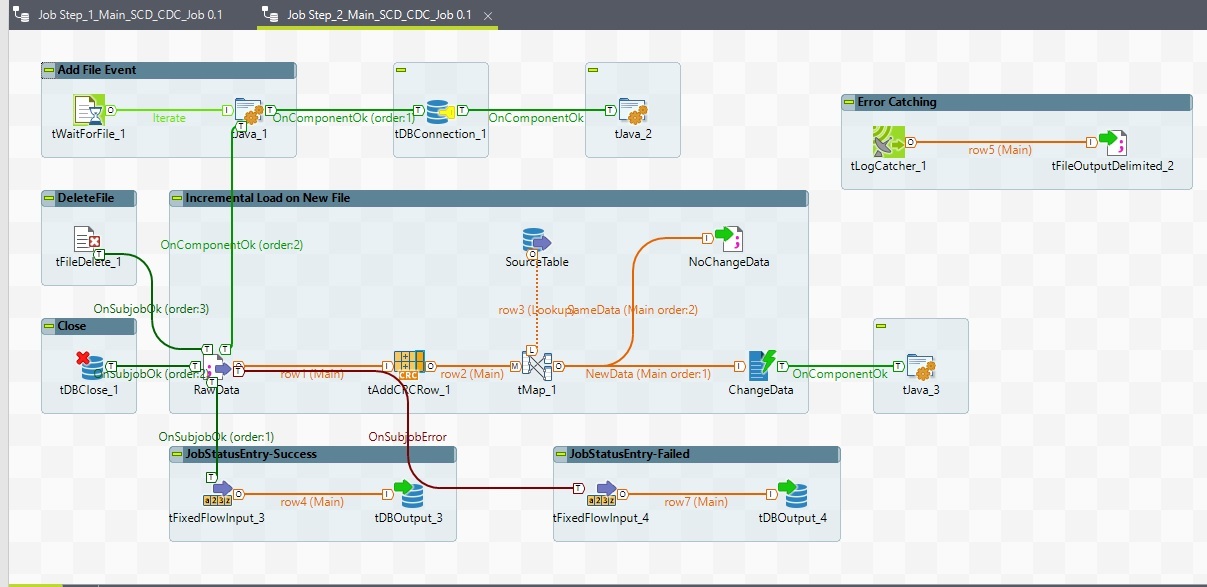 Job Step_1_Main_SCD_CDC_Job 0.1
Job Step_2_Main_SCD_CDC_Job 0.1
Add File Event
Iterate
tWaitForFile_1
tJava_1
OnComponentOk (order:1)
tDBConnection_1
OnComponentOk
tJava_2
Error Catching
row5 (Main)
tLogCatcher_1
tFileOutputDelimited_2
DeleteFile
tFileDelete_1
OnComponentOk (order:2)
OnSubjobOk (order:3)
Incremental Load on New File
SourceTable
NoChangeData
row3 (Lookup)
SameData (Main order:2)
Close
tDBClose_1
OnSubjobOk (order:2)
RawData
row1 (Main)
tAddCRCRow_1
row2 (Main)
tMap_1
NewData (Main order:1)
ChangeData
OnComponentOk
tJava_3
OnSubjobOk (order:1)
OnSubjobError
JobStatusEntry-Success
tFixedFlowInput_3
row4 (Main)
tDBOutput_3
JobStatusEntry-Failed
tFixedFlowInput_4
row7 (Main)
tDBOutput_4